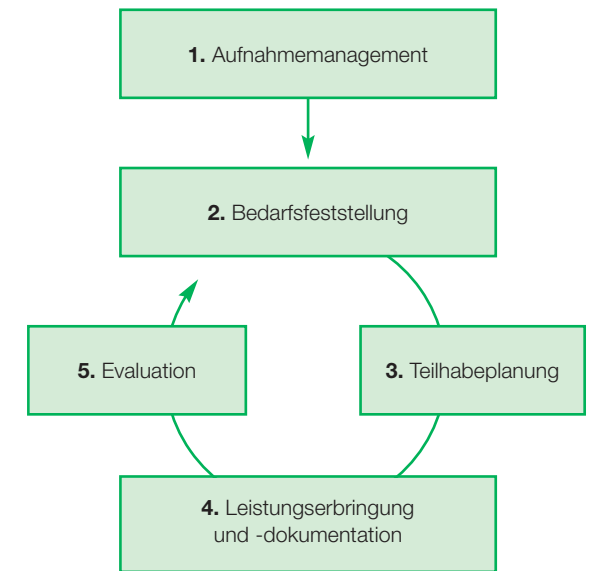 1. Aufnahmemanagement
2. Bedarfsfeststellung
3. Teilhabeplanung
4. Leistungserbringung
und -dokumentation
5. Evaluation